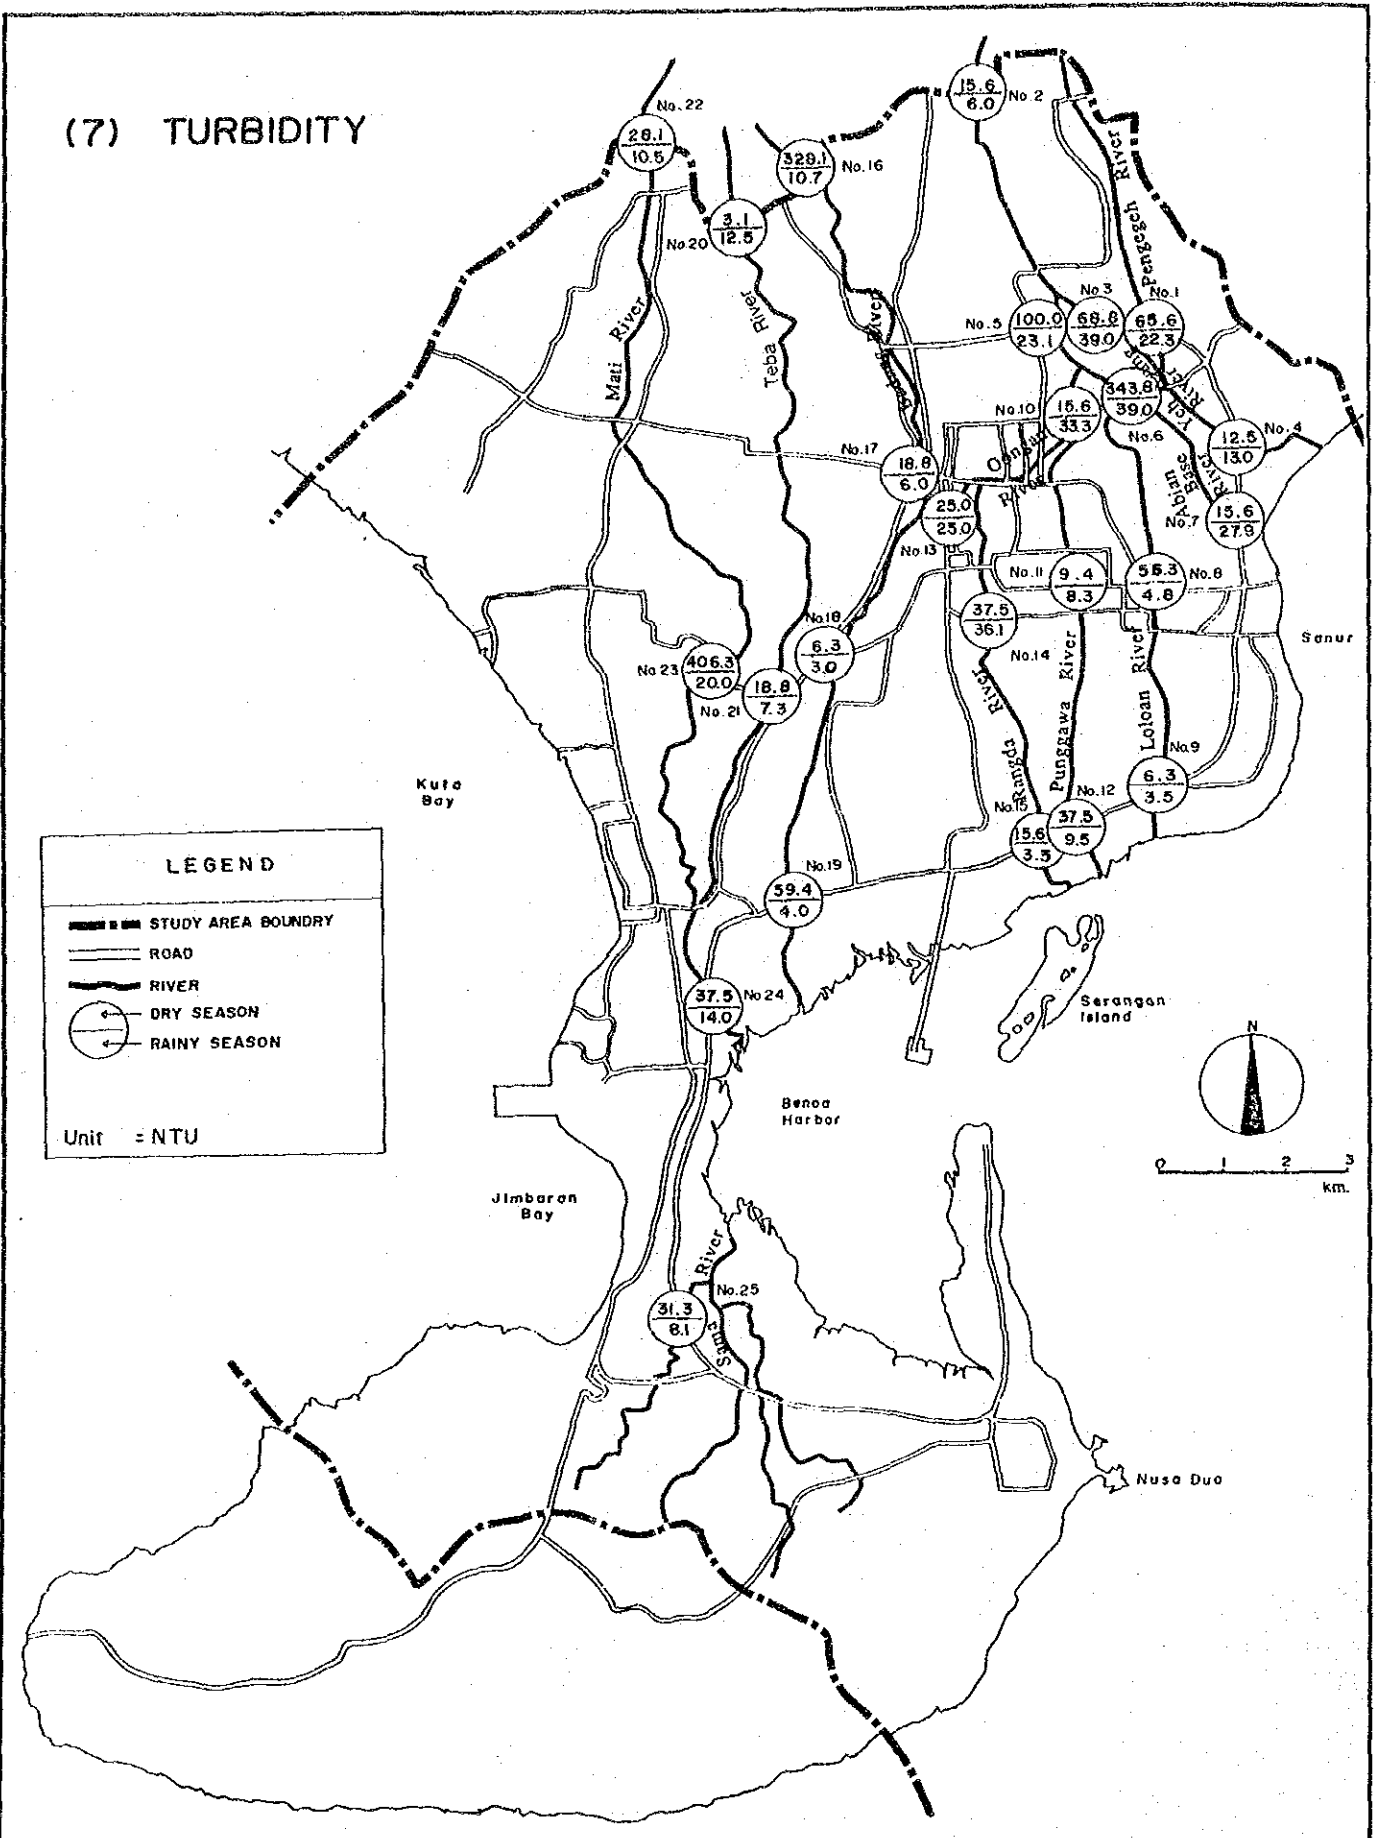 (7) TURBIDITY
No.22
28.1
10.5
No.20
3.1
12.5
328.1
10.7
No.16
15.6
6.0
No.2
Pengegeh River
Mati River
Teba River
Badung River
No.5
100.0
23.1
No.3
68.8
39.0
No.1
65.6
22.3
No.10
15.6
33.3
343.8
39.0
No.6
Ayung River
12.5
13.0
No.4
No.17
18.8
6.0
Oongan River
Abian Base River
No.7
15.6
27.9
25.0
25.0
No.13
No.11
9.4
8.3
56.3
4.8
No.8
37.5
36.1
No.14
Sanur
No.18
6.3
3.0
No.23
406.3
20.0
No.21
18.8
7.3
Rangda River
Punggawa River
Loloan River
No.9
6.3
3.5
No.12
37.5
9.5
No.15
15.6
3.5
Kuta
Bay
No.19
59.4
4.0
LEGEND
STUDY AREA BOUNDRY
ROAD
RIVER
DRY SEASON
RAINY SEASON
Unit = NTU
37.5
14.0
No.24
Serangan
Island
N
Benoa
Harbor
0 1 2 3
km.
Jimbaran
Bay
Sama River
No.25
31.3
8.1
Nusa Dua